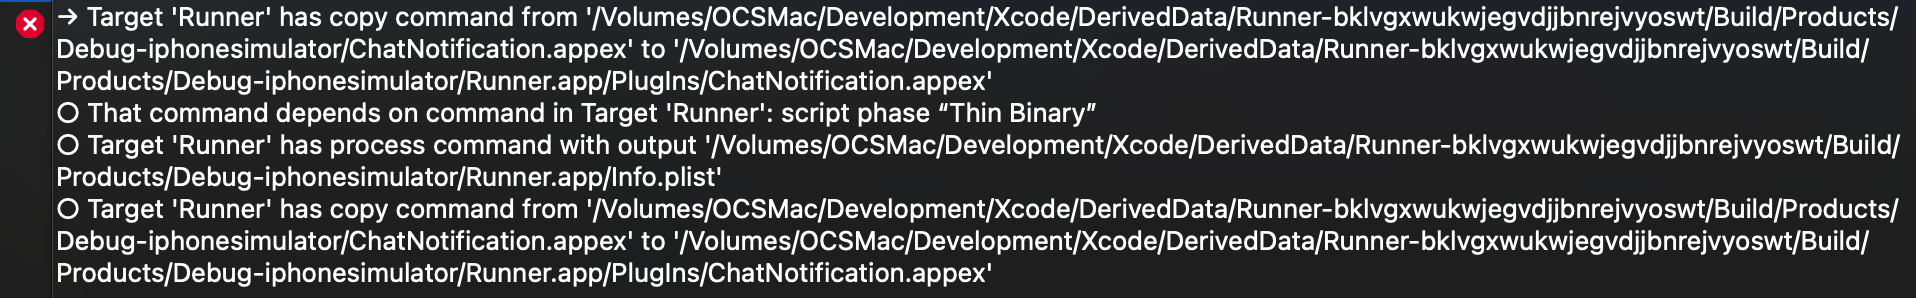 → Target 'Runner' has copy command from '/Volumes/OCSMac/Development/Xcode/DerivedData/Runner-bklvgxwukwjegvdjjbnrejvyoswt/Build/Products/
Debug-iphonesimulator/ChatNotification.appex' to '/Volumes/OCSMac/Development/Xcode/DerivedData/Runner-bklvgxwukwjegvdjjbnrejvyoswt/Build/
Products/Debug-iphonesimulator/Runner.app/PlugIns/ChatNotification.appex'
○ That command depends on command in Target 'Runner': script phase “Thin Binary”
○ Target 'Runner' has process command with output '/Volumes/OCSMac/Development/Xcode/DerivedData/Runner-bklvgxwukwjegvdjjbnrejvyoswt/Build/
Products/Debug-iphonesimulator/Runner.app/Info.plist'
○ Target 'Runner' has copy command from '/Volumes/OCSMac/Development/Xcode/DerivedData/Runner-bklvgxwukwjegvdjjbnrejvyoswt/Build/Products/
Debug-iphonesimulator/ChatNotification.appex' to '/Volumes/OCSMac/Development/Xcode/DerivedData/Runner-bklvgxwukwjegvdjjbnrejvyoswt/Build/
Products/Debug-iphonesimulator/Runner.app/PlugIns/ChatNotification.appex'